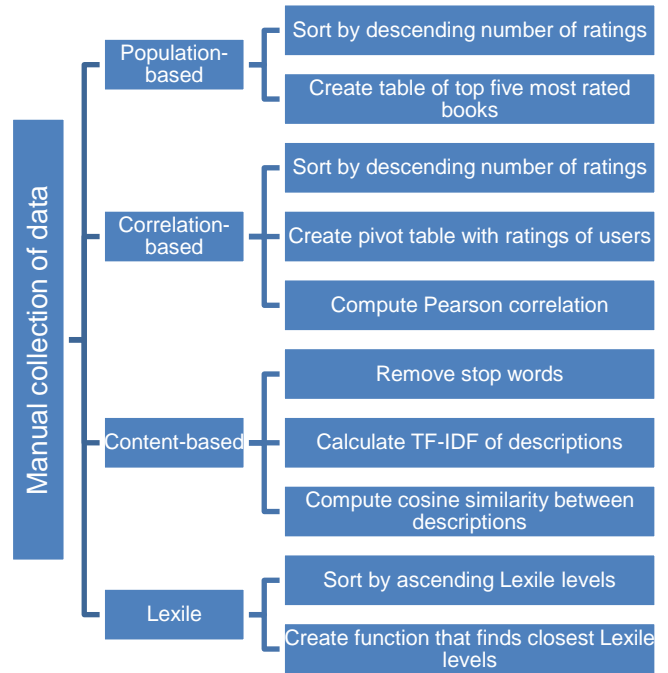 Manual collection of data
Population-
based
Sort by descending number of ratings
Create table of top five most rated
books
Correlation-
based
Sort by descending number of ratings
Create pivot table with ratings of users
Compute Pearson correlation
Content-based
Remove stop words
Calculate TF-IDF of descriptions
Compute cosine similarity between
descriptions
Lexile
Sort by ascending Lexile levels
Create function that finds closest Lexile
levels